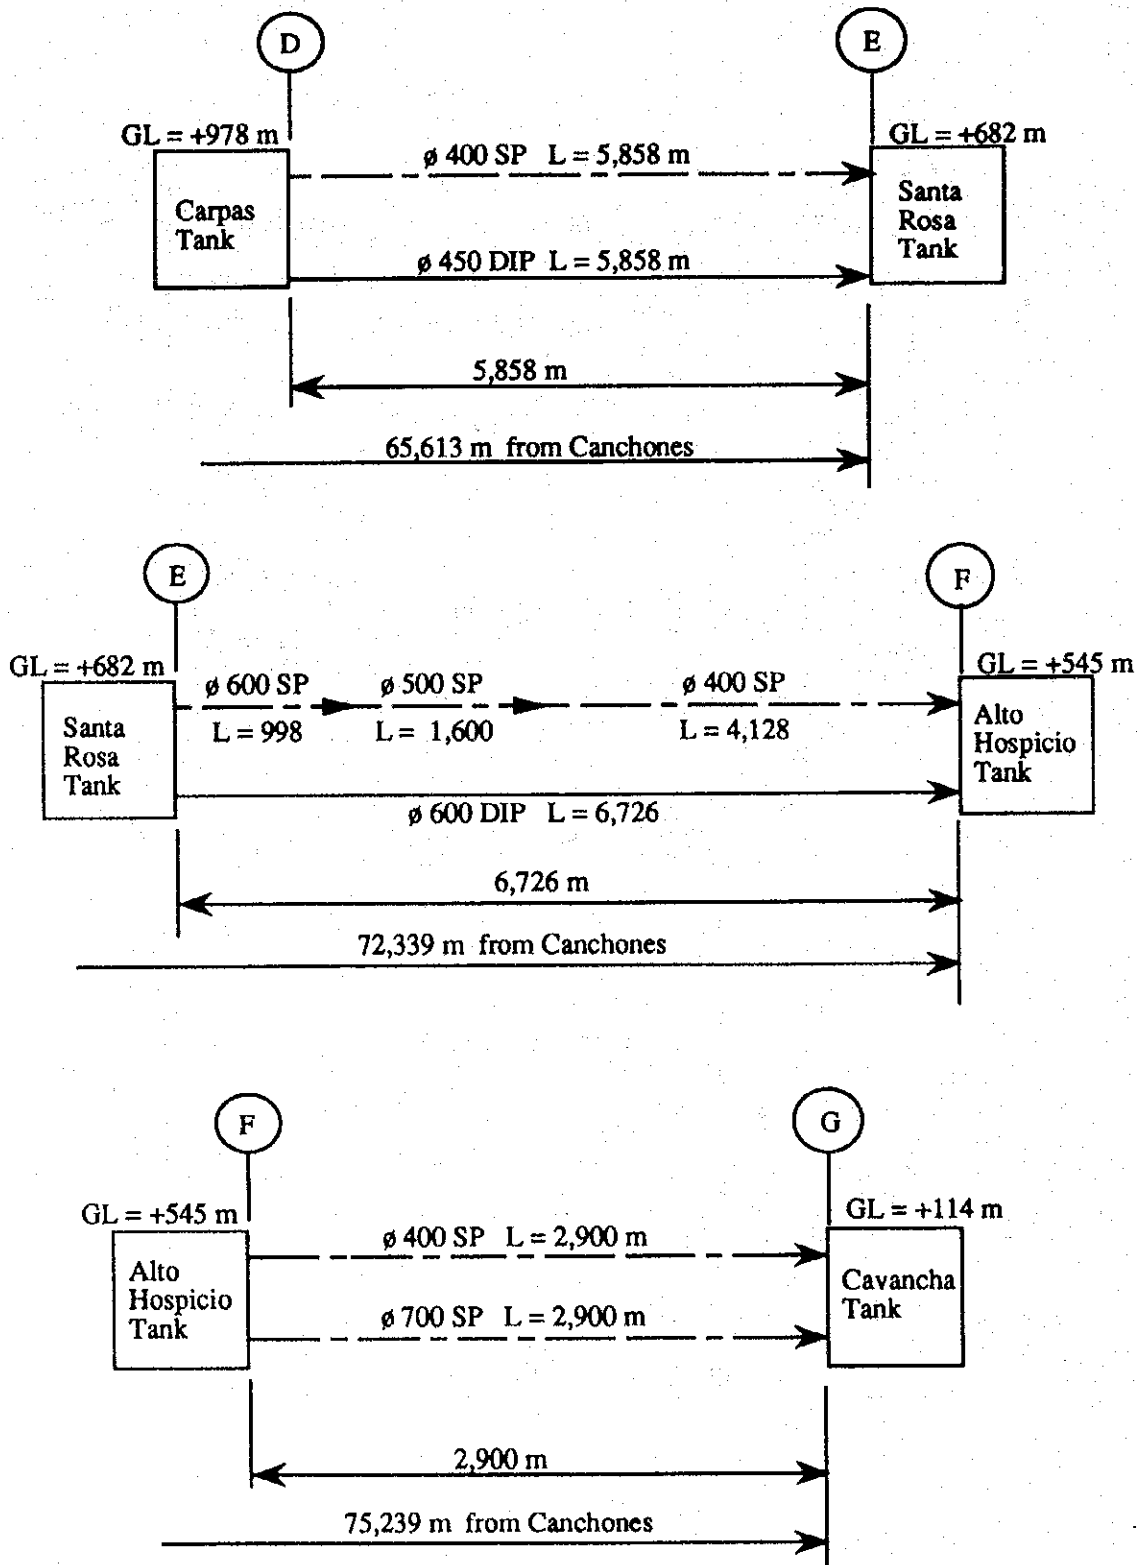 D
E
GL = +978 m
GL = +682 m
ø 400 SP L = 5,858 m
Carpas
Tank
Santa
Rosa
Tank
ø 450 DIP L = 5,858 m
5,858 m
65,613 m from Canchones
E
F
GL = +682 m
GL = +545 m
ø 600 SP
ø 500 SP
ø 400 SP
L = 998
L = 1,600
L = 4,128
Santa
Rosa
Tank
Alto
Hospicio
Tank
ø 600 DIP L = 6,726
6,726 m
72,339 m from Canchones
F
G
GL = +545 m
GL = +114 m
ø 400 SP L = 2,900 m
Alto
Hospicio
Tank
Cavancha
Tank
ø 700 SP L = 2,900 m
2,900 m
75,239 m from Canchones